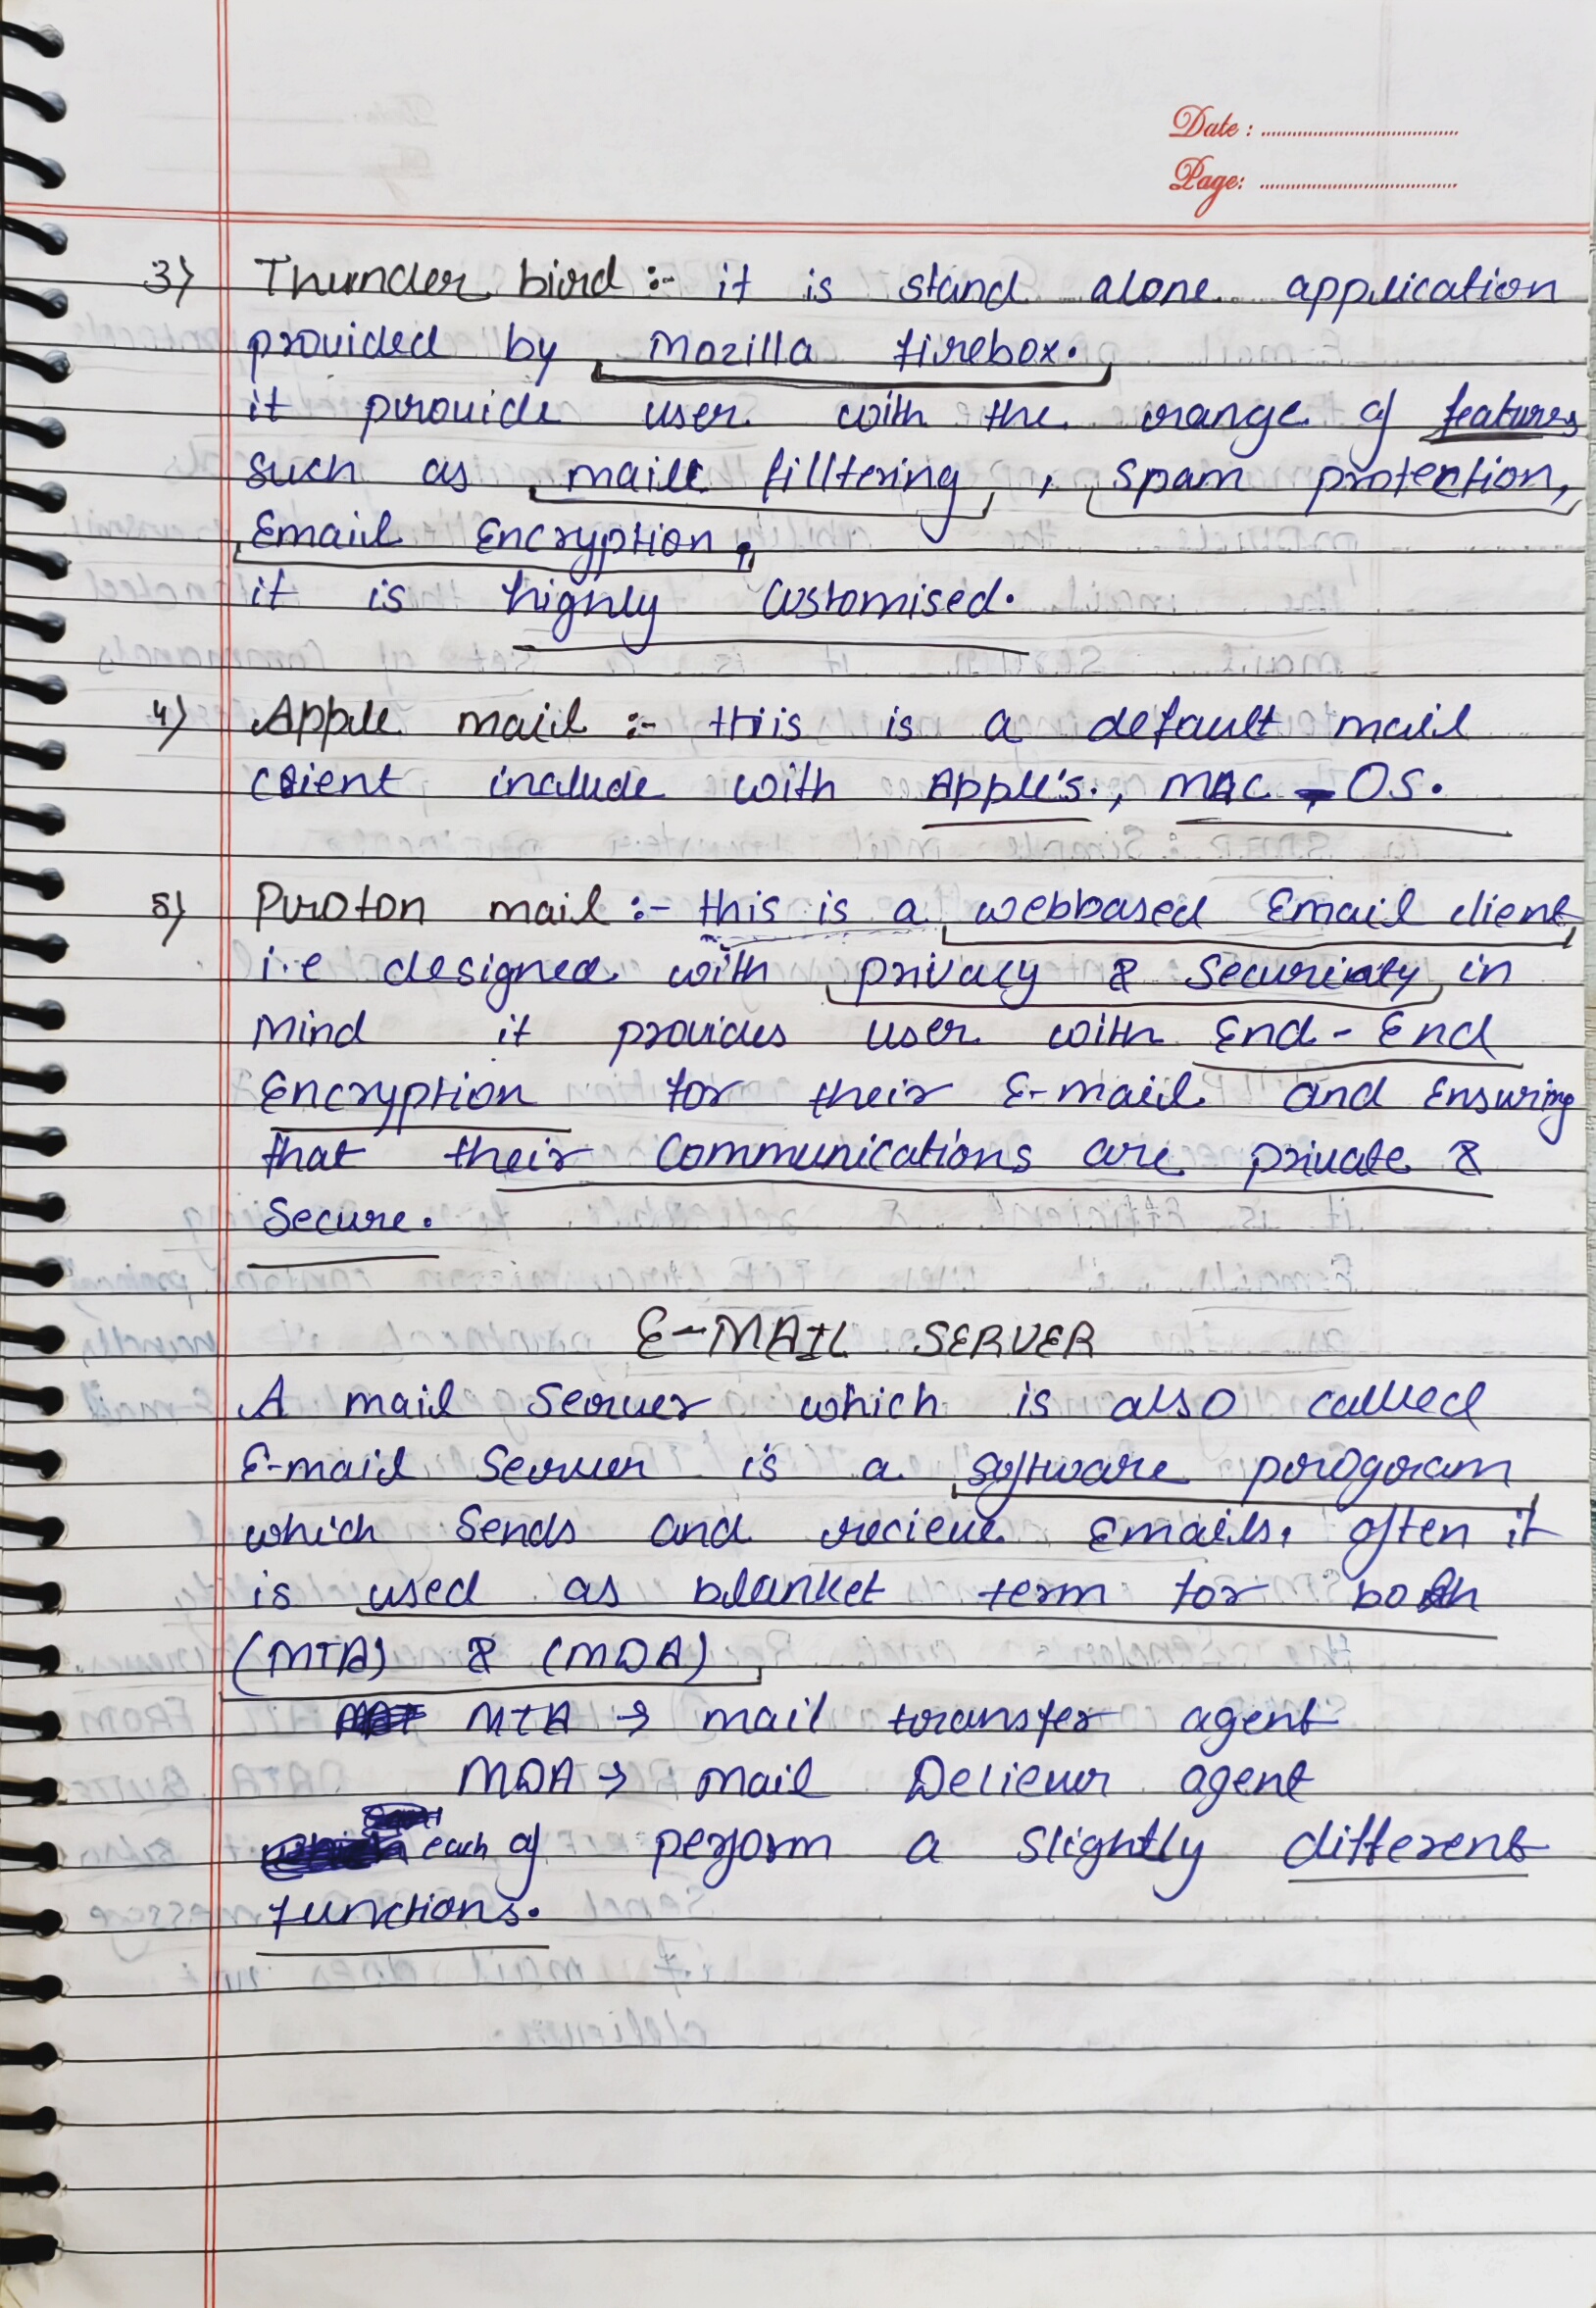 Date : ........................
Page: ........................
3) Thunder bird :- it is stand alone application
provided by Mozilla firebox.
it provide user with the range of features
such as mail filltering, spam protection,
Email Encryption.
it is highly customised.
4) Apple mail :- this is a default mail
client include with Apple's., MAC - OS.
5) Proton mail :- this is a webbased Email client
i.e designed with privacy & Security in
Mind it provides user with End - End
Encryption for their E-mail and Ensuring
that their communications are private &
Secure.
E-MAIL SERVER
A mail Server which is also called
E-mail Server is a software program
which Sends and recieve Emails. often it
is used as blanket term for both
(MTA) & (MDA)
MTA → mail transfer agent
MDA → mail Deliever agent
each of perform a slightly different
functions.